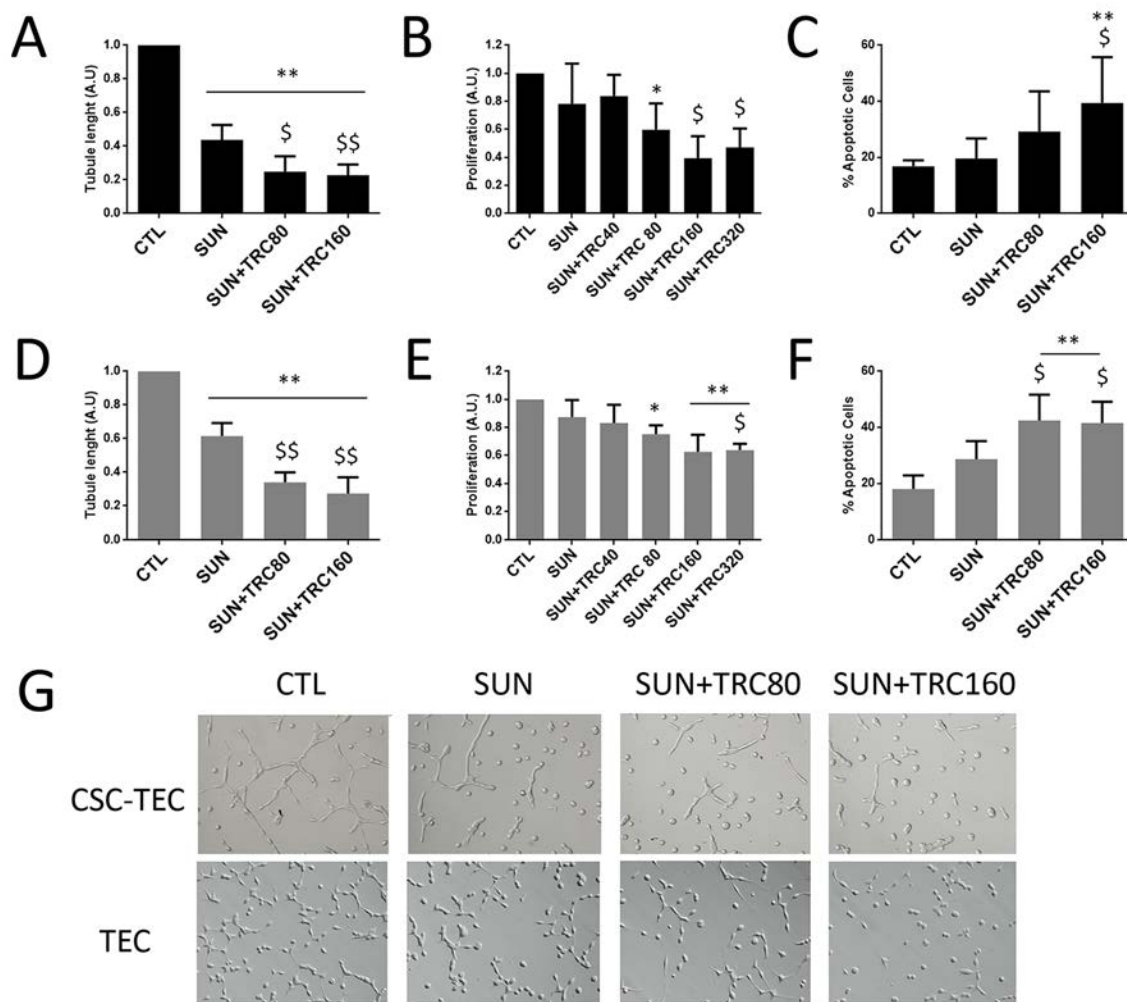 A
Tubule lenght (A.U)
1.0
0.8
0.6
0.4
0.2
0.0
**
$
$$
CTL
SUN
SUN+TRC80
SUN+TRC160
B
Proliferation (A.U.)
1.2
1.0
0.8
0.6
0.4
0.2
0.0
*
$
$
CTL
SUN
SUN+TRC40
SUN+TRC 80
SUN+TRC160
SUN+TRC320
C
% Apoptotic Cells
60
40
20
0
**
$
CTL
SUN
SUN+TRC80
SUN+TRC160
D
Tubule lenght (A.U)
1.0
0.8
0.6
0.4
0.2
0.0
**
$$
$$
CTL
SUN
SUN+TRC80
SUN+TRC160
E
Proliferation (A.U.)
1.2
1.0
0.8
0.6
0.4
0.2
0.0
*
**
$
CTL
SUN
SUN+TRC40
SUN+TRC 80
SUN+TRC160
SUN+TRC320
F
% Apoptotic Cells
60
40
20
0
**
$
$
CTL
SUN
SUN+TRC80
SUN+TRC160
G
CTL SUN SUN+TRC80 SUN+TRC160
CSC-TEC
TEC